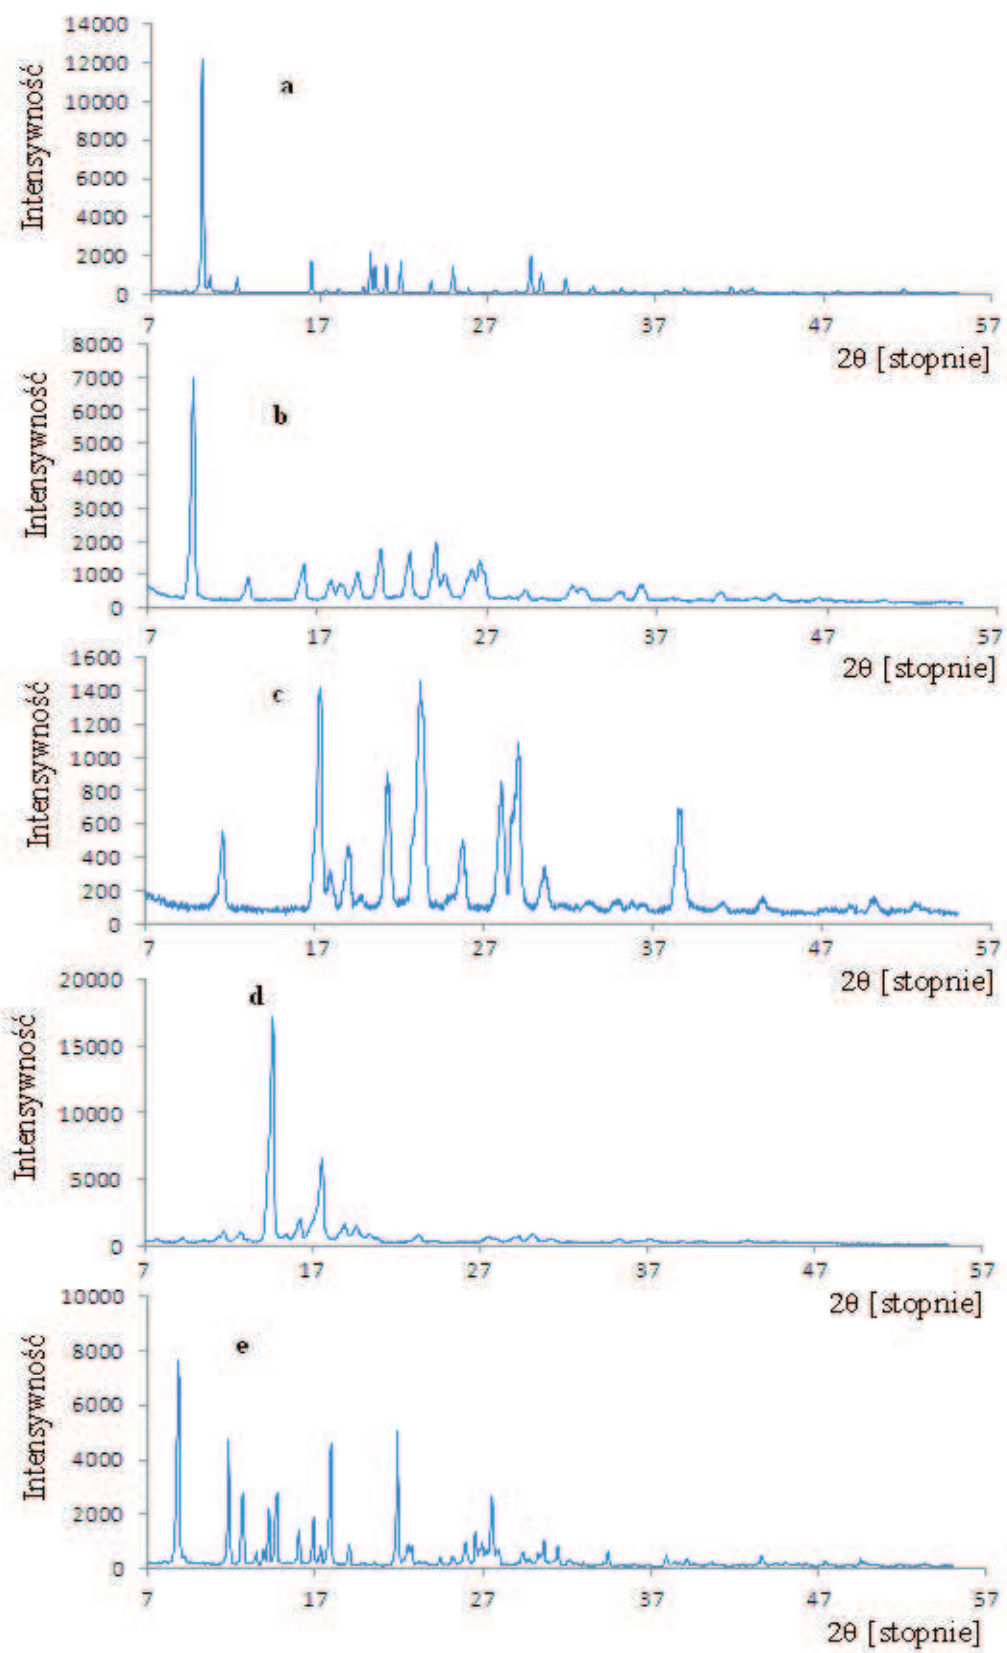 Intensywność
14000
12000
10000
8000
6000
4000
2000
0
a
7 17 27 37 47 57
2θ [stopnie]
Intensywność
8000
7000
6000
5000
4000
3000
2000
1000
0
b
7 17 27 37 47 57
2θ [stopnie]
Intensywność
1600
1400
1200
1000
800
600
400
200
0
c
7 17 27 37 47 57
2θ [stopnie]
Intensywność
20000
15000
10000
5000
0
d
7 17 27 37 47 57
2θ [stopnie]
Intensywność
10000
8000
6000
4000
2000
0
e
7 17 27 37 47 57
2θ [stopnie]